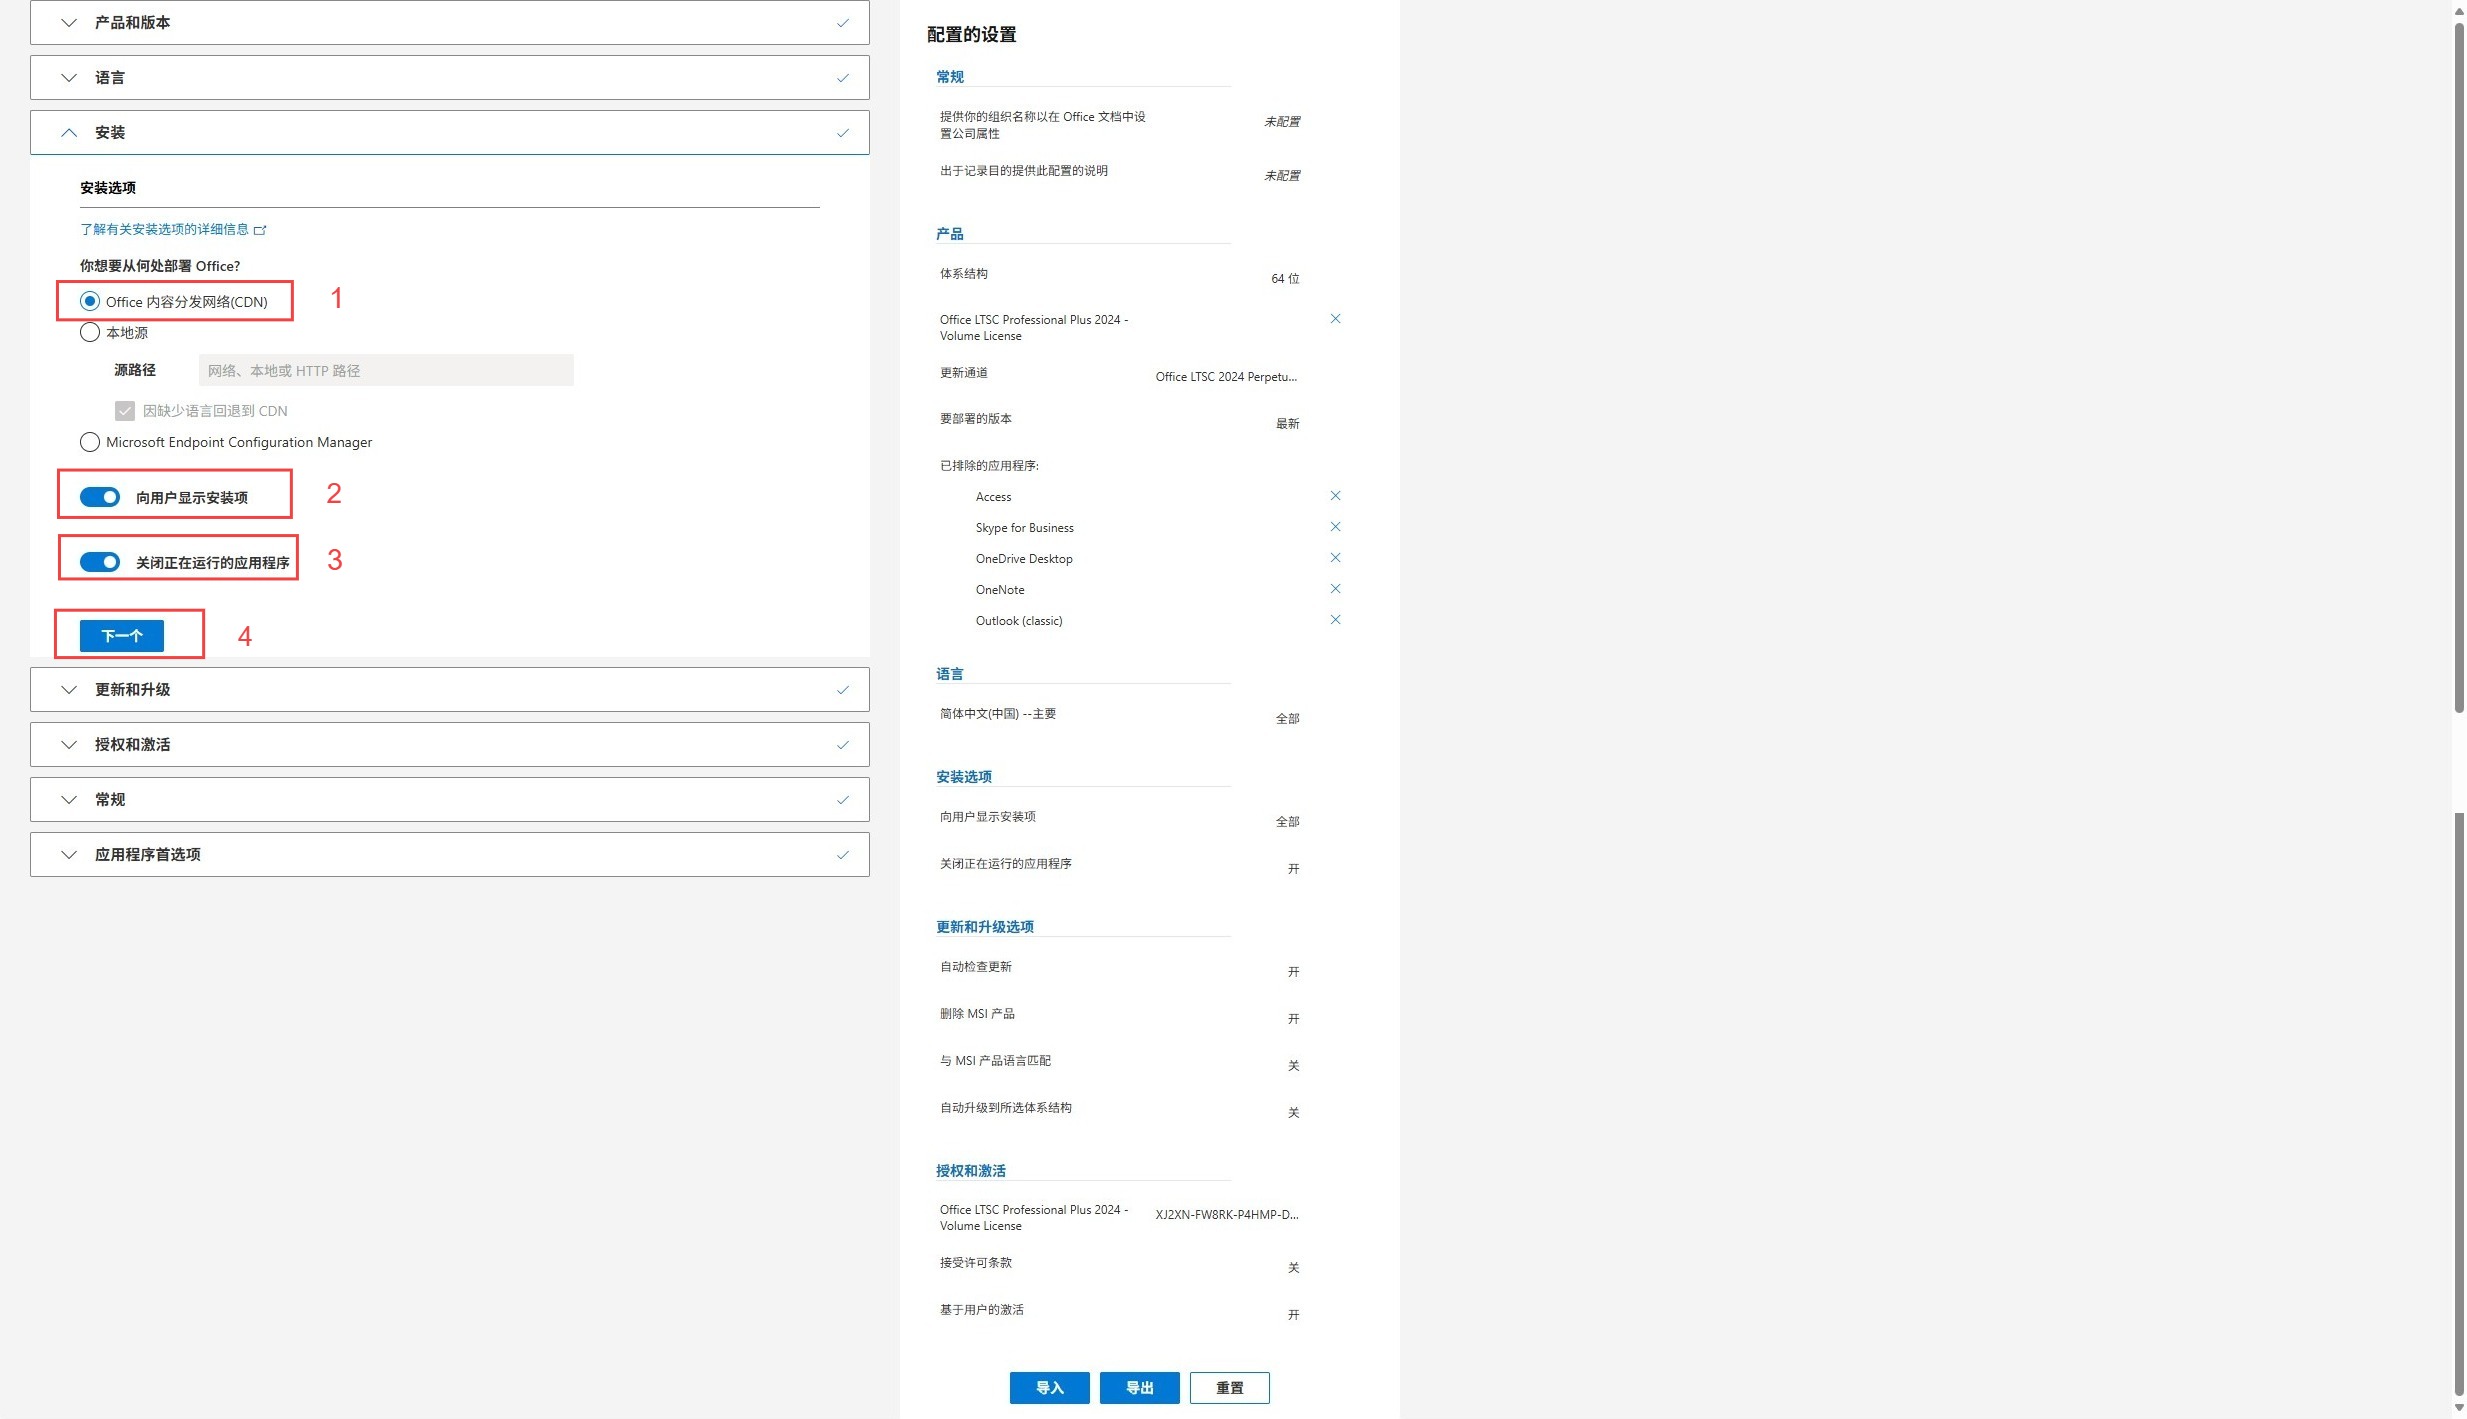 产品和版本
语言
安装
安装选项
了解有关安装选项的详细信息
你想要从何处部署 Office?
Office 内容分发网络(CDN)
1
本地源
源路径
网络、本地或 HTTP 路径
因缺少语言回退到 CDN
Microsoft Endpoint Configuration Manager
向用户显示安装项
2
关闭正在运行的应用程序
3
下一个
4
更新和升级
授权和激活
常规
应用程序首选项
配置的设置
常规
提供你的组织名称以在 Office 文档中设
置公司属性
未配置
出于记录目的提供此配置的说明
未配置
产品
体系结构
64 位
Office LTSC Professional Plus 2024 -
Volume License
更新通道
Office LTSC 2024 Perpetu...
要部署的版本
最新
已排除的应用程序:
Access
Skype for Business
OneDrive Desktop
OneNote
Outlook (classic)
语言
简体中文(中国) --主要
全部
安装选项
向用户显示安装项
全部
关闭正在运行的应用程序
开
更新和升级选项
自动检查更新
开
删除 MSI 产品
开
与 MSI 产品语言匹配
关
自动升级到所选体系结构
关
授权和激活
Office LTSC Professional Plus 2024 -
Volume License
XJ2XN-FW8RK-P4HMP-D...
接受许可条款
关
基于用户的激活
开
导入
导出
重置